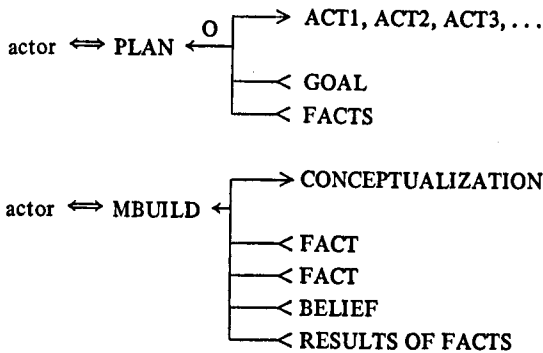 ACT1, ACT2, ACT3, ...
O
actor ⇔ PLAN
GOAL
FACTS
CONCEPTUALIZATION
actor ⇔ MBUILD
FACT
FACT
BELIEF
RESULTS OF FACTS